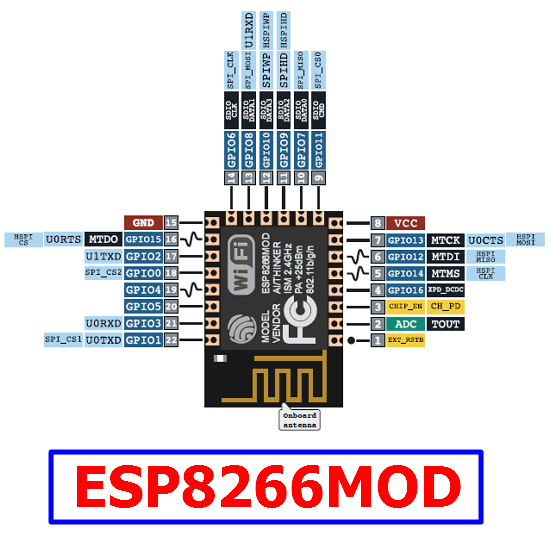 SPI_CLK
SDIO CLK
GPIO6
14
U1RXD
SPI_MOSI
SDIO DATA1
GPIO8
13
HSPIWP
SPIWP
SDIO DATA3
GPIO10
12
HSPIHD
SPIHD
SDIO DATA2
GPIO9
11
SPI_MISO
SDIO DATA0
GPIO7
10
SPI_CS0
SDIO CMD
GPIO11
9
GND 15
HSPI CS U0RTS MTDO GPIO15 16
U1TXD GPIO2 17
SPI_CS2 GPIO0 18
GPIO4 19
GPIO5 20
U0RXD GPIO3 21
SPI_CS1 U0TXD GPIO1 22
WiFi
ESP8266MOD
AI/THINKER
ISM 2.4GHz
PA +25dBm
802.11b/g/n
MODEL
VENDOR
FC
8 VCC
7 GPIO13 MTCK U0CTS HSPI MOSI
6 GPIO12 MTDI HSPI MISO
5 GPIO14 MTMS HSPI CLK
4 GPIO16 XPD_DCDC
3 CHIP_EN CH_PD
2 ADC TOUT
1 EXT_RSTB
Onboard
antenna
ESP8266MOD